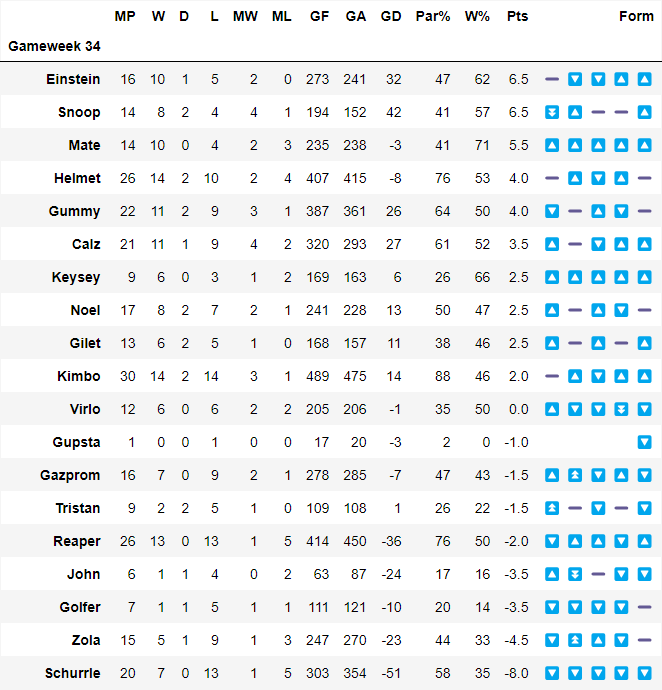 MP W D L MW ML GF GA GD Par% W% Pts Form
Gameweek 34
Einstein 16 10 1 5 2 0 273 241 32 47 62 6.5
Snoop 14 8 2 4 4 1 194 152 42 41 57 6.5
Mate 14 10 0 4 2 3 235 238 -3 41 71 5.5
Helmet 26 14 2 10 2 4 407 415 -8 76 53 4.0
Gummy 22 11 2 9 3 1 387 361 26 64 50 4.0
Calz 21 11 1 9 4 2 320 293 27 61 52 3.5
Keysey 9 6 0 3 1 2 169 163 6 26 66 2.5
Noel 17 8 2 7 2 1 241 228 13 50 47 2.5
Gilet 13 6 2 5 1 0 168 157 11 38 46 2.5
Kimbo 30 14 2 14 3 1 489 475 14 88 46 2.0
Virlo 12 6 0 6 2 2 205 206 -1 35 50 0.0
Gupsta 1 0 0 1 0 0 17 20 -3 2 0 -1.0
Gazprom 16 7 0 9 2 1 278 285 -7 47 43 -1.5
Tristan 9 2 2 5 1 0 109 108 1 26 22 -1.5
Reaper 26 13 0 13 1 5 414 450 -36 76 50 -2.0
John 6 1 1 4 0 2 63 87 -24 17 16 -3.5
Golfer 7 1 1 5 1 1 111 121 -10 20 14 -3.5
Zola 15 5 1 9 1 3 247 270 -23 44 33 -4.5
Schurrle 20 7 0 13 1 5 303 354 -51 58 35 -8.0